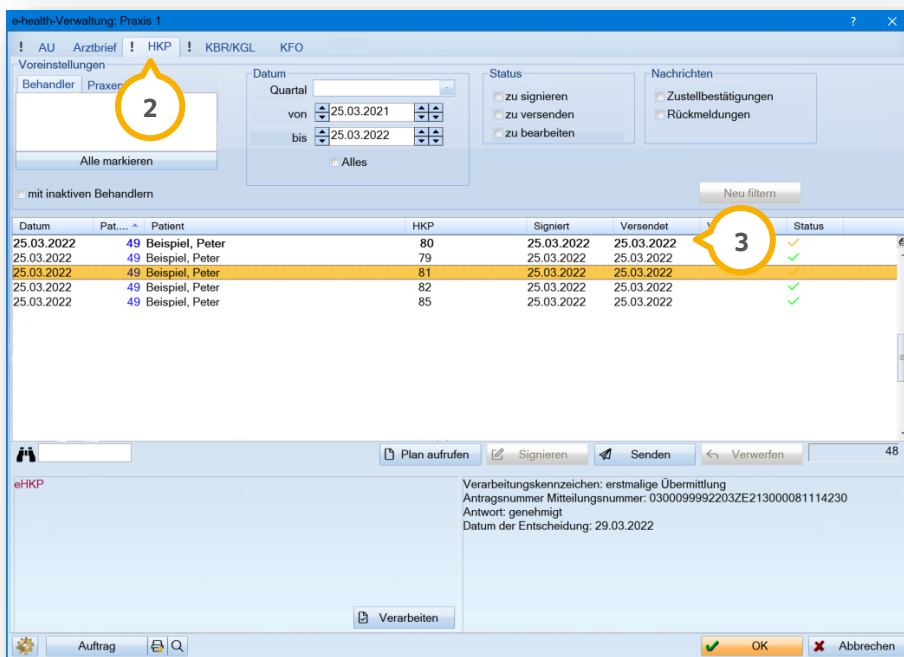 e-health-Verwaltung: Praxis 1 ?
! AU Arztbrief ! HKP ! KBR/KGL KFO
Voreinstellungen
Behandler
2
Alle markieren
mit inaktiven Behandlern
Datum
Quartal
von 25.03.2021
bis 25.03.2022
Alles
Status
zu signieren
zu versenden
zu bearbeiten
Nachrichten
Zustellbestätigungen
Rückmeldungen
Neu filtern
Datum Pat.... Patient HKP Signiert Versendet Status
25.03.2022 49 Beispiel, Peter 80 25.03.2022 25.03.2022
3
25.03.2022 49 Beispiel, Peter 79 25.03.2022 25.03.2022
25.03.2022 49 Beispiel, Peter 81 25.03.2022 25.03.2022
25.03.2022 49 Beispiel, Peter 82 25.03.2022 25.03.2022
25.03.2022 49 Beispiel, Peter 85 25.03.2022 25.03.2022
Plan aufrufen Signieren Senden Verwerfen 48
eHKP
Verarbeitungskennzeichen: erstmalige Übermittlung
Antragsnummer Mitteilungsnummer: 0300099992203ZE213000081114230
Antwort: genehmigt
Datum der Entscheidung: 29.03.2022
Verarbeiten
Auftrag OK Abbrechen